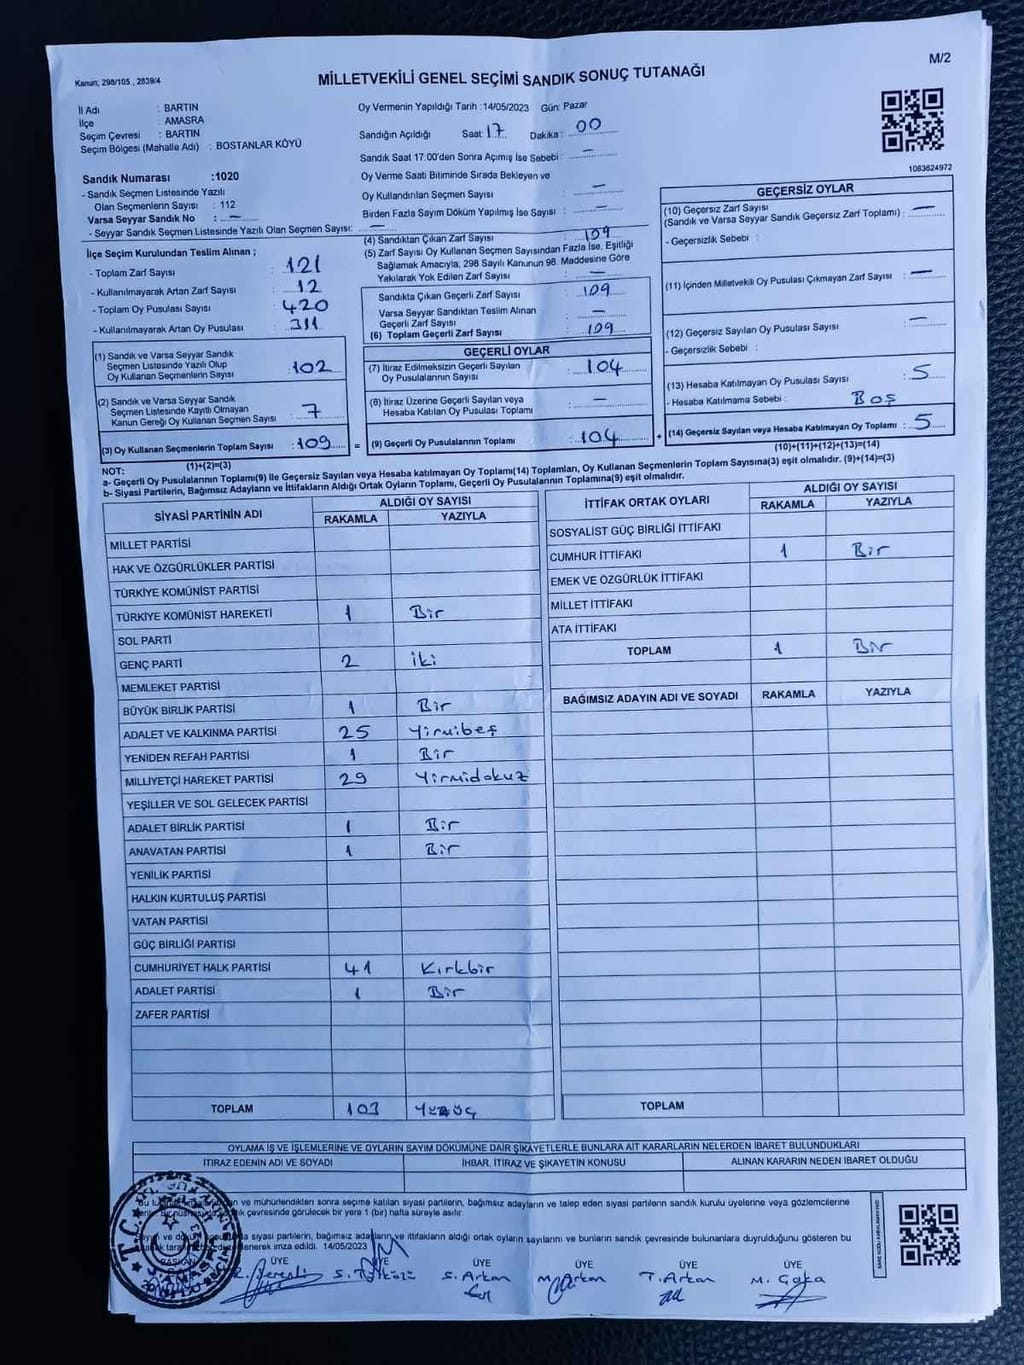 Kanun; 298/105 , 2839/4
M/2
MİLLETVEKİLİ GENEL SEÇİMİ SANDIK SONUÇ TUTANAĞI
İl Adı : BARTIN
İlçe : AMASRA
Seçim Çevresi : BARTIN
Seçim Bölgesi (Mahalle Adı) : BOSTANLAR KÖYÜ
Sandık Numarası :1020
- Sandık Seçmen Listesinde Yazılı
Olan Seçmenlerin Sayısı : 112
Varsa Seyyar Sandık No : —
- Seyyar Sandık Seçmen Listesinde Yazılı Olan Seçmen Sayısı: —
İlçe Seçim Kurulundan Teslim Alınan ;
- Toplam Zarf Sayısı : 121
- Kullanılmayarak Artan Zarf Sayısı : 12
- Toplam Oy Pusulası Sayısı : 420
- Kullanılmayarak Artan Oy Pusulası : 311
Oy Vermenin Yapıldığı Tarih :14/05/2023 Gün: Pazar
Sandığın Açıldığı Saat: 17 Dakika : 00
Sandık Saat 17:00'den Sonra Açımış İse Sebebi : —
Oy Verme Saati Bitiminde Sırada Bekleyen ve
Oy Kullandırılan Seçmen Sayısı : —
Birden Fazla Sayım Döküm Yapılmış İse Sayısı : —
(4) Sandıktan Çıkan Zarf Sayısı : 109
(5) Zarf Sayısı Oy Kullanan Seçmen Sayısından Fazla İse, Eşitliği
Sağlamak Amacıyla; 298 Sayılı Kanunun 98. Maddesine Göre
Yakılarak Yok Edilen Zarf Sayısı : —
Sandıkta Çıkan Geçerli Zarf Sayısı : 109
Varsa Seyyar Sandıktan Teslim Alınan
Geçerli Zarf Sayısı : —
(6) Toplam Geçerli Zarf Sayısı : 109
1083624972
GEÇERSİZ OYLAR
(10) Geçersiz Zarf Sayısı
(Sandık ve Varsa Seyyar Sandık Geçersiz Zarf Toplamı) : —
- Geçersizlik Sebebi :
(11) İçinden Milletvekili Oy Pusulası Çıkmayan Zarf Sayısı : —
(12) Geçersiz Sayılan Oy Pusulası Sayısı : —
- Geçersizlik Sebebi :
(13) Hesaba Katılmayan Oy Pusulası Sayısı : 5
- Hesaba Katılmama Sebebi : Boş
(14) Geçersiz Sayılan veya Hesaba Katılmayan Oy Toplamı : 5
(10)+(11)+(12)+(13)=(14)
(1) Sandık ve Varsa Seyyar Sandık
Seçmen Listesinde Yazılı Olup
Oy Kullanan Seçmenlerin Sayısı : 102
(2) Sandık ve Varsa Seyyar Sandık
Seçmen Listesinde Kayıtlı Olmayan
Kanun Gereği Oy Kullanan Seçmen Sayısı : 7
(3) Oy Kullanan Seçmenlerin Toplam Sayısı : 109 =
(1)+(2)=(3)
GEÇERLİ OYLAR
(7) İtiraz Edilmeksizin Geçerli Sayılan
Oy Pusulalarının Sayısı : 104
(8) İtiraz Üzerine Geçerli Sayılan veya
Hesaba Katılan Oy Pusulası Toplamı : —
(9) Geçerli Oy Pusulalarının Toplamı : 104 +
NOT:
a- Geçerli Oy Pusulalarının Toplamı(9) ile Geçersiz Sayılan veya Hesaba katılmayan Oy Toplamı(14) Toplamları, Oy Kullanan Seçmenlerin Toplam Sayısına(3) eşit olmalıdır. (9)+(14)=(3)
b- Siyasi Partilerin, Bağımsız Adayların ve İttifakların Aldığı Ortak Oyların Toplamı, Geçerli Oy Pusulalarının Toplamına(9) eşit olmalıdır.
SİYASİ PARTİNİN ADI ALDIĞI OY SAYISI
RAKAMLA YAZIYLA
MİLLET PARTİSİ
HAK VE ÖZGÜRLÜKLER PARTİSİ
TÜRKİYE KOMÜNİST PARTİSİ
TÜRKİYE KOMÜNİST HAREKETİ 1 Bir
SOL PARTİ
GENÇ PARTİ 2 İki
MEMLEKET PARTİSİ
BÜYÜK BİRLİK PARTİSİ 1 Bir
ADALET VE KALKINMA PARTİSİ 25 Yirmibeş
YENİDEN REFAH PARTİSİ 1 Bir
MİLLİYETÇİ HAREKET PARTİSİ 29 Yirmidokuz
YEŞİLLER VE SOL GELECEK PARTİSİ
ADALET BİRLİK PARTİSİ 1 Bir
ANAVATAN PARTİSİ 1 Bir
YENİLİK PARTİSİ
HALKIN KURTULUŞ PARTİSİ
VATAN PARTİSİ
GÜÇ BİRLİĞİ PARTİSİ
CUMHURİYET HALK PARTİSİ 41 Kırkbir
ADALET PARTİSİ 1 Bir
ZAFER PARTİSİ
TOPLAM 103 Yüzüç
İTTİFAK ORTAK OYLARI ALDIĞI OY SAYISI
RAKAMLA YAZIYLA
SOSYALİST GÜÇ BİRLİĞİ İTTİFAKI
CUMHUR İTTİFAKI 1 Bir
EMEK VE ÖZGÜRLÜK İTTİFAKI
MİLLET İTTİFAKI
ATA İTTİFAKI
TOPLAM 1 Bir
BAĞIMSIZ ADAYIN ADI VE SOYADI RAKAMLA YAZIYLA
TOPLAM
OYLAMA İŞ VE İŞLEMLERİNE VE OYLARIN SAYIM DÖKÜMÜNE DAİR ŞİKAYETLERLE BUNLARA AİT KARARLARIN NELERDEN İBARET BULUNDUKLARI
İTİRAZ EDENİN ADI VE SOYADI İHBAR, İTİRAZ VE ŞİKAYETİN KONUSU ALINAN KARARIN NEDEN İBARET OLDUĞU
ve mühürlendikten sonra seçime katılan siyasi partilerin, bağımsız adayların ve talep eden siyasi partilerin sandık kurulu üyelerine veya gözlemcilerine
çevresinde görülecek bir yere 1 (bir) hafta süreyle asılır.
siyasi partilerin, bağımsız adayların ve ittifakların aldığı ortak oyların sayılarını ve bunların sandık çevresinde bulunanlara duyrulduğunu gösteren bu
imza edildi. 14/05/2023
ÜYE ÜYE ÜYE ÜYE ÜYE ÜYE
S. Arkan M. Arkan T. Arkan M. Gaka
T.C.